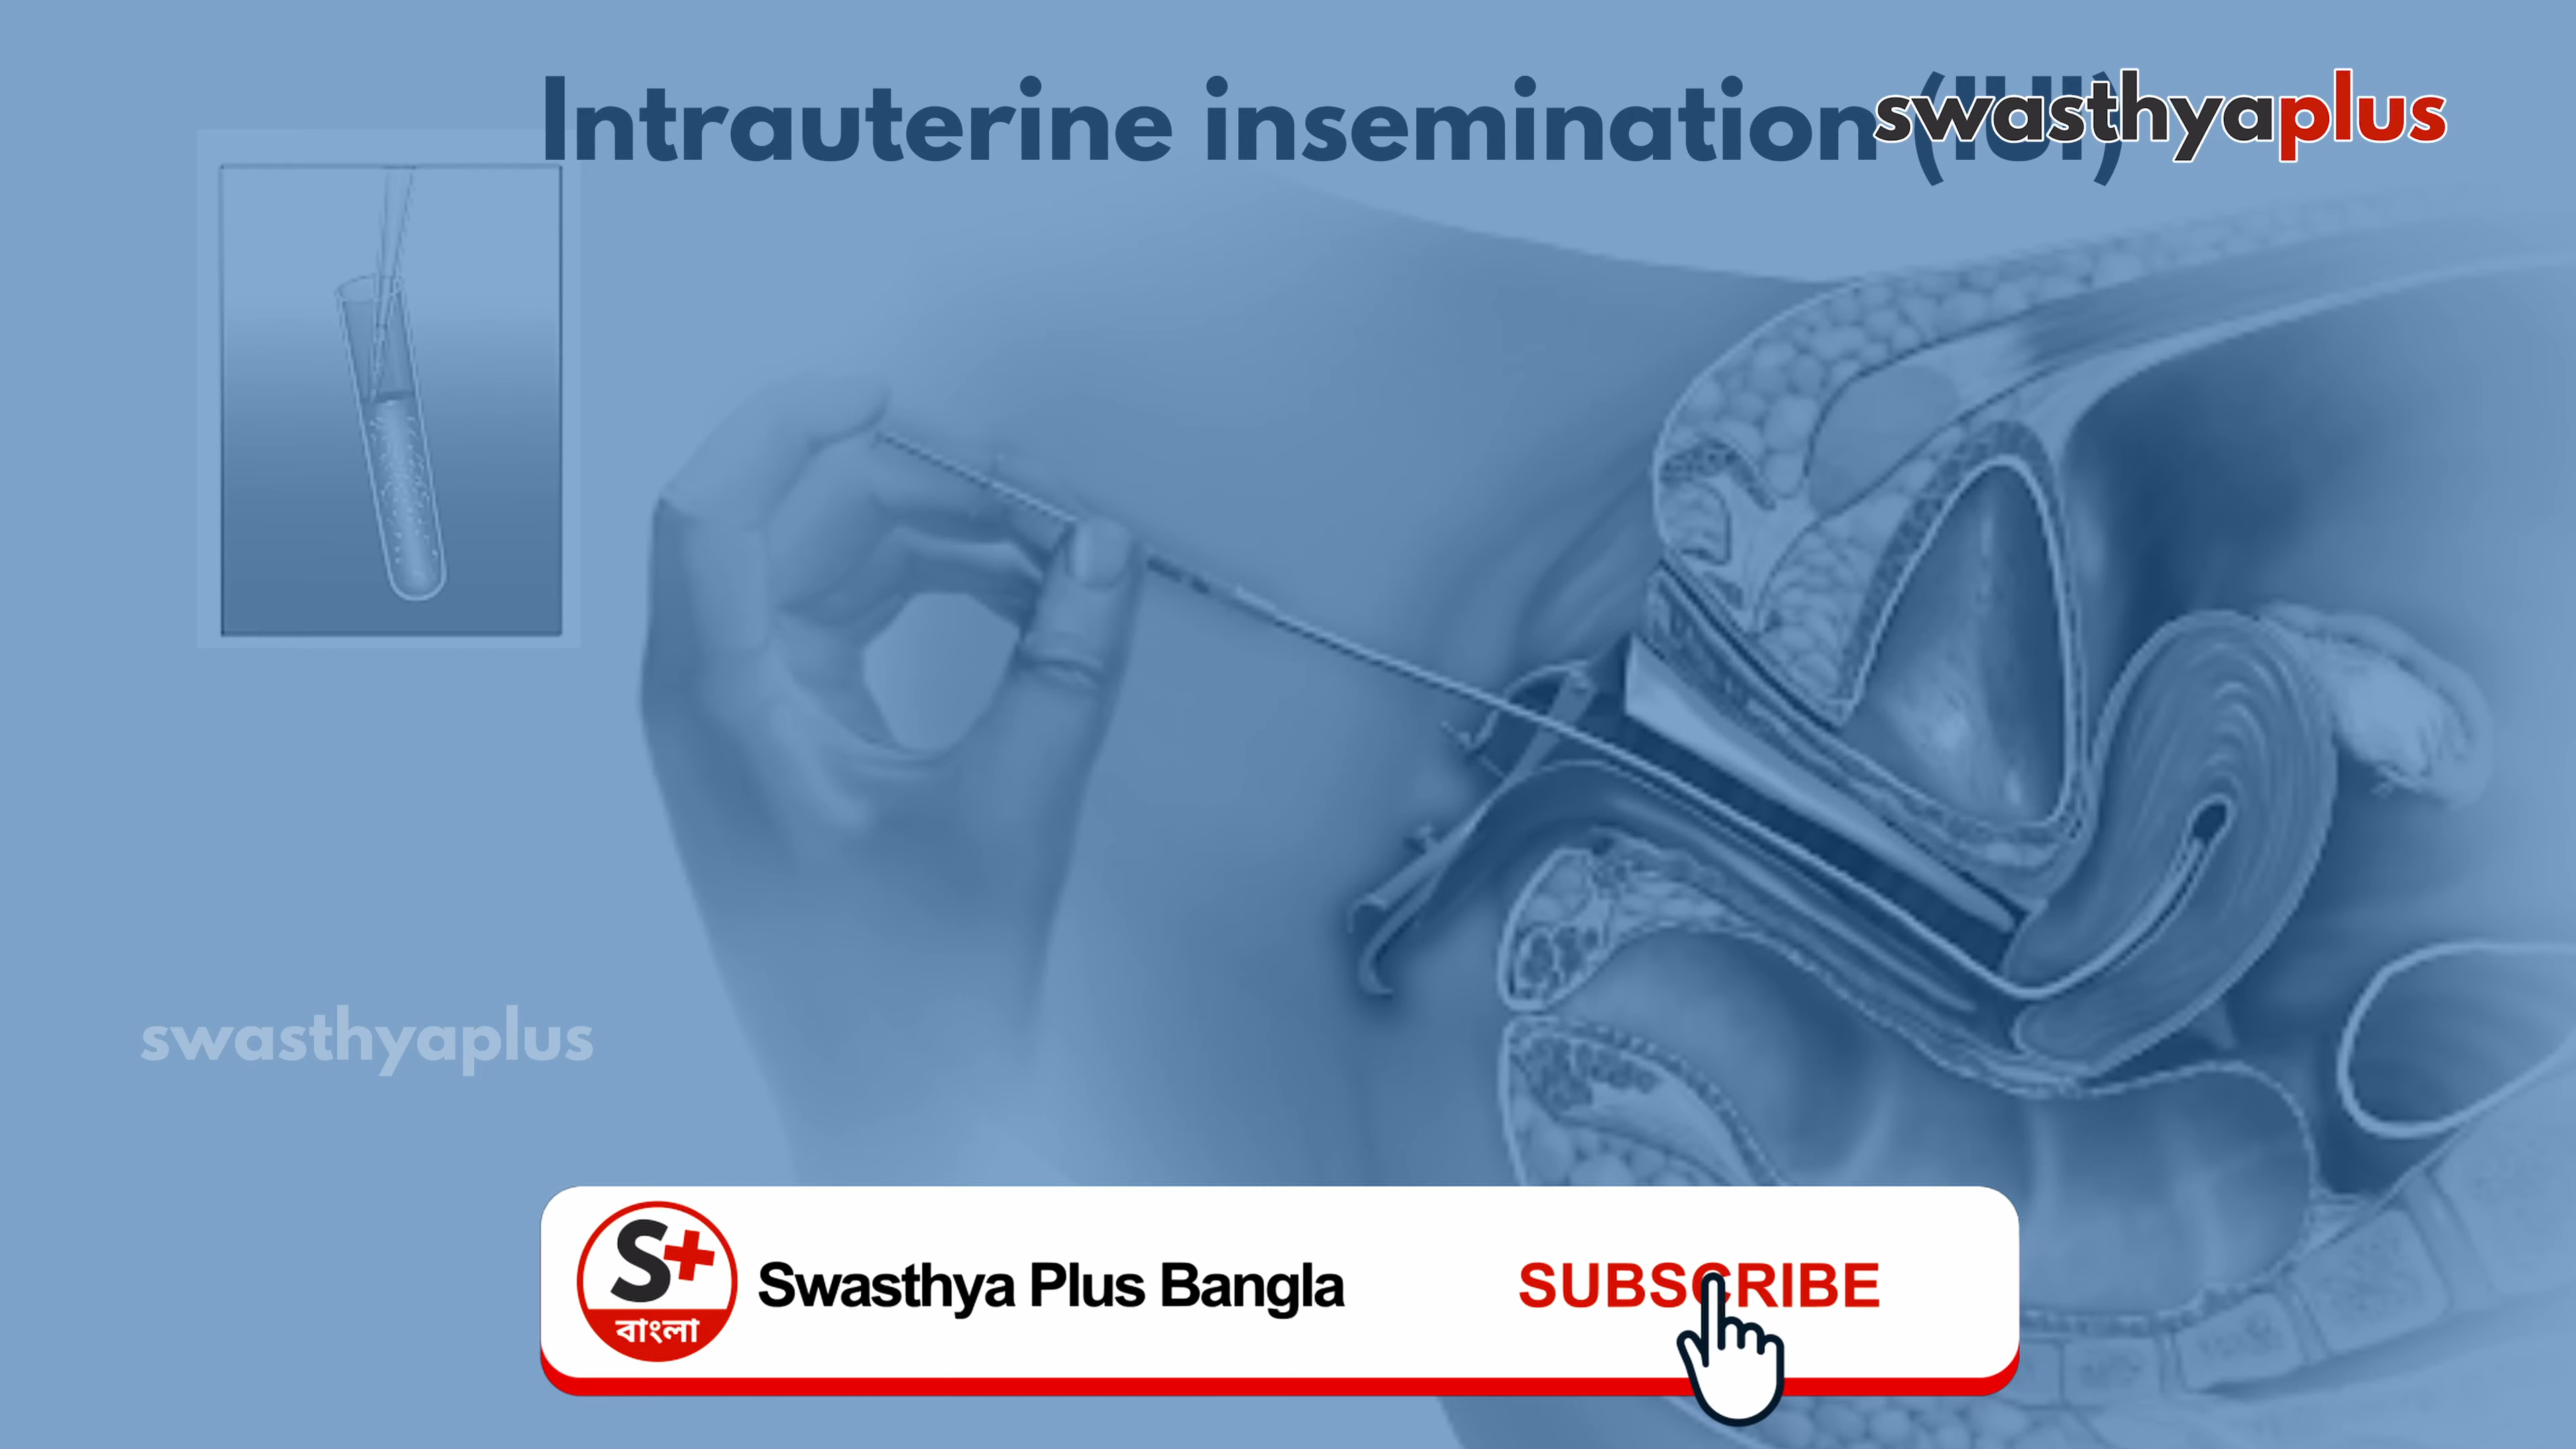 Intrauterine insemination (IUI)
swasthyaplus
swasthyaplus
S+
বাংলা
Swasthya Plus Bangla
SUBSCRIBE